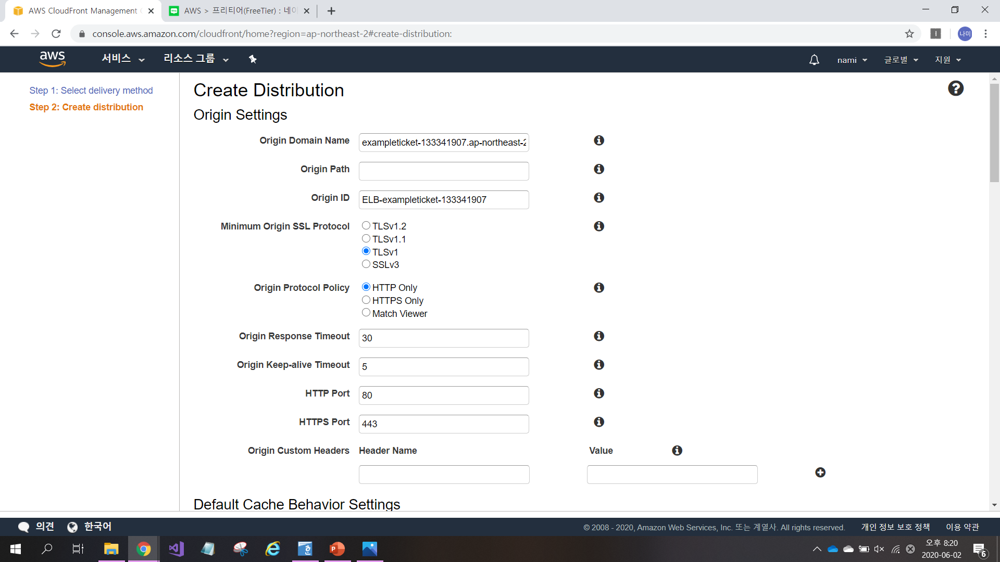 AWS CloudFront Management
AWS > 프리티어(FreeTier) : 네이
console.aws.amazon.com/cloudfront/home?region=ap-northeast-2#create-distribution:
나미
aws
서비스
리소스 그룹
nami
글로벌
지원
Step 1: Select delivery method
Step 2: Create distribution
Create Distribution
Origin Settings
Origin Domain Name exampleticket-133341907.ap-northeast-2
Origin Path
Origin ID ELB-exampleticket-133341907
Minimum Origin SSL Protocol TLSv1.2
TLSv1.1
TLSv1
SSLv3
Origin Protocol Policy HTTP Only
HTTPS Only
Match Viewer
Origin Response Timeout 30
Origin Keep-alive Timeout 5
HTTP Port 80
HTTPS Port 443
Origin Custom Headers Header Name Value
Default Cache Behavior Settings
의견
한국어
© 2008 - 2020, Amazon Web Services, Inc. 또는 계열사. All rights reserved.
개인 정보 보호 정책
이용 약관
오후 8:20
2020-06-02
6